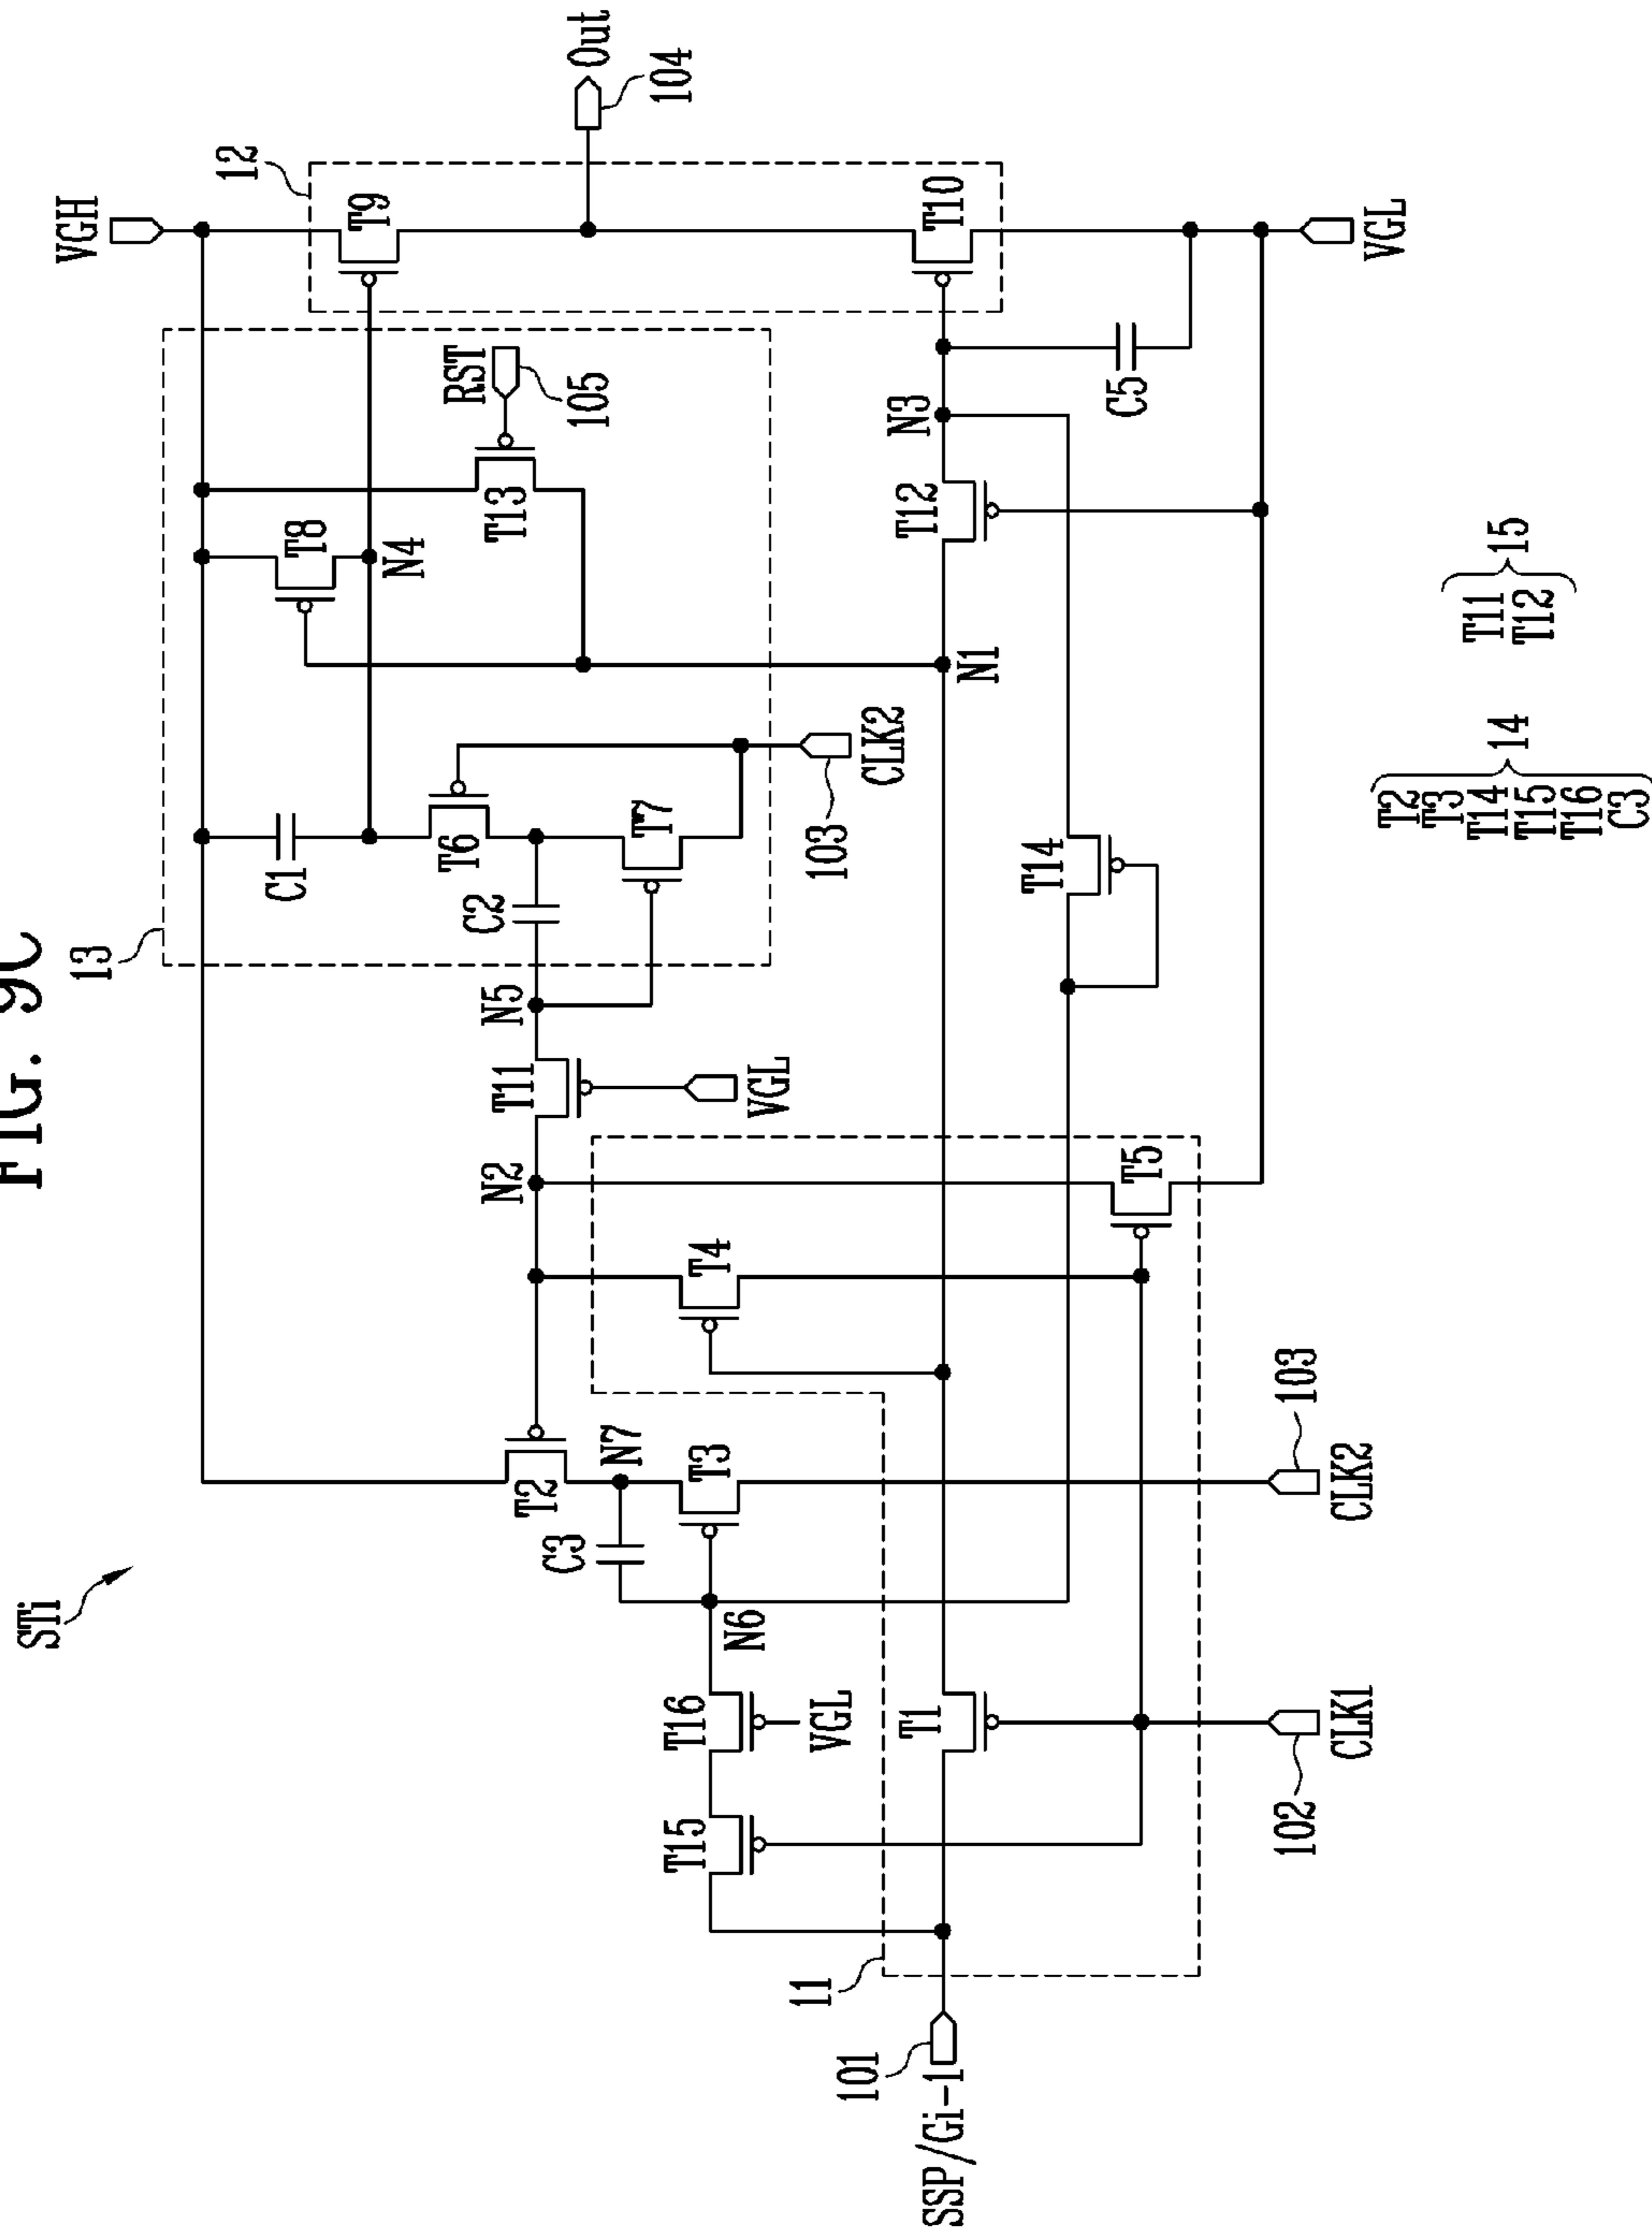 FIG. 9C
STi
VGH
13
12
C1
T8
T9
N4
RST
105
T13
Out
104
T6
C2
T7
CLK2
103
N5
T11
VGL
N2
T2
N7
C3
T3
T4
N6
T16
T15
VGL
11
T1
N1
T12
N3
T10
101
SSP/Gi-1
T14
C5
T5
102
CLK1
CLK2
103
VGL
T2
T3
T14
T15
T16
C3
14
T11
T12
15